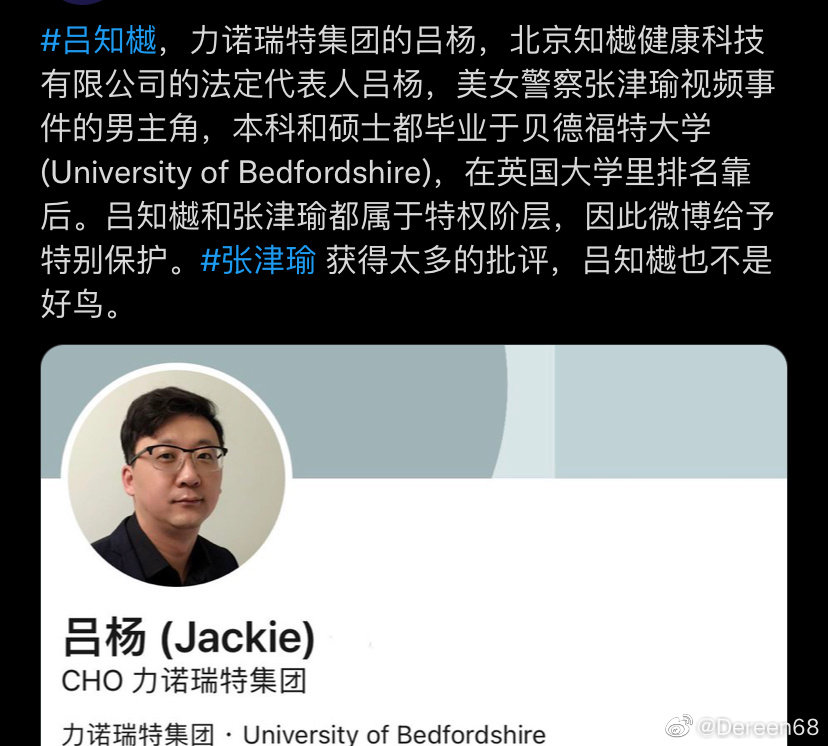 #吕知樾，力诺瑞特集团的吕杨，北京知樾健康科技
有限公司的法定代表人吕杨，美女警察张津瑜视频事
件的男主角，本科和硕士都毕业于贝德福特大学
(University of Bedfordshire)，在英国大学里排名靠
后。吕知樾和张津瑜都属于特权阶层，因此微博给予
特别保护。#张津瑜 获得太多的批评，吕知樾也不是
好鸟。
吕杨 (Jackie)
CHO 力诺瑞特集团
力诺瑞特集团 · University of Bedfordshire
@Dereen68